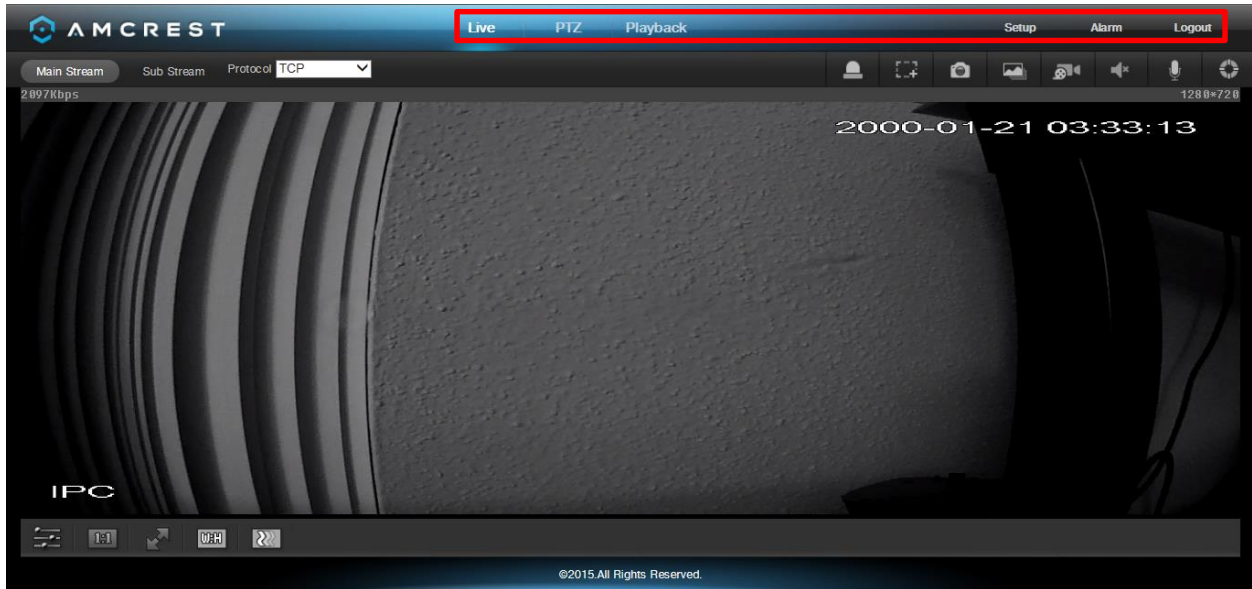 AMCREST Live PTZ Playback Setup Alarm Logout
Main Stream Sub Stream Protocol TCP
2097Kbps 1280*720
2000-01-21 03:33:13
IPC
1:1 W:H
©2015.All Rights Reserved.